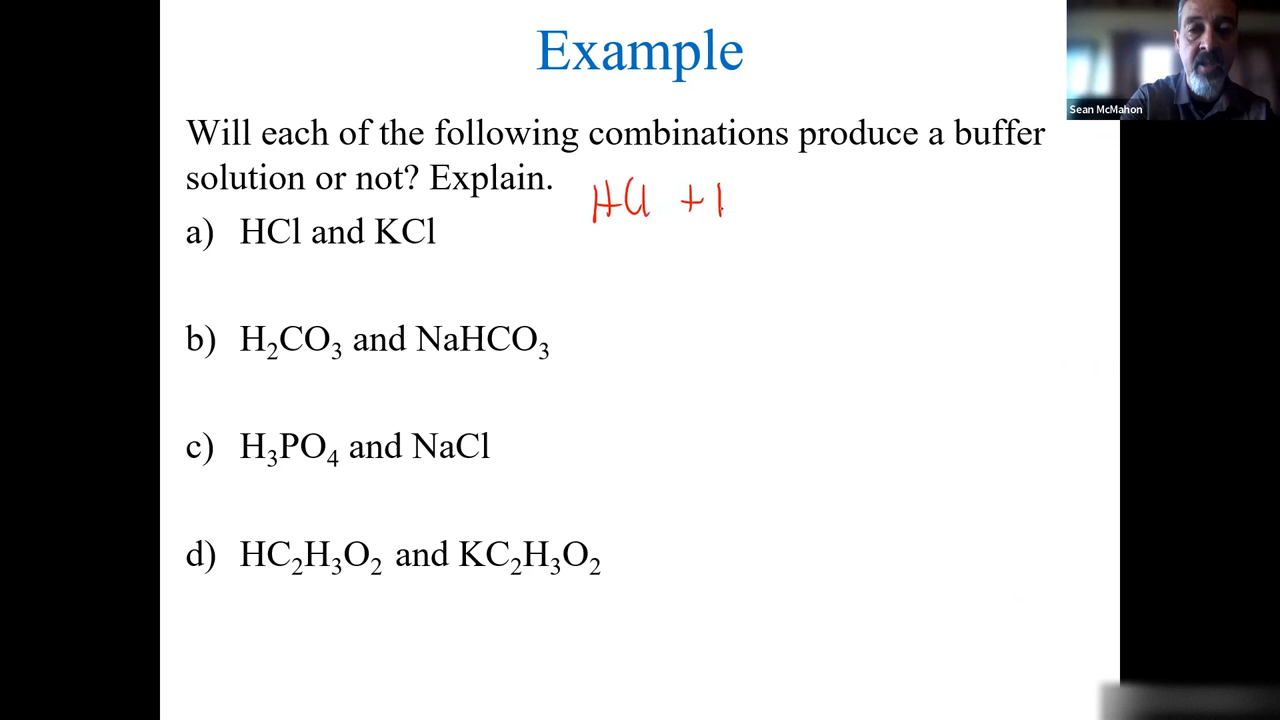 Example
Sean McMahon
Will each of the following combinations produce a buffer
solution or not? Explain.
HCl + l
a) HCl and KCl
b) H₂CO₃ and NaHCO₃
c) H₃PO₄ and NaCl
d) HC₂H₃O₂ and KC₂H₃O₂